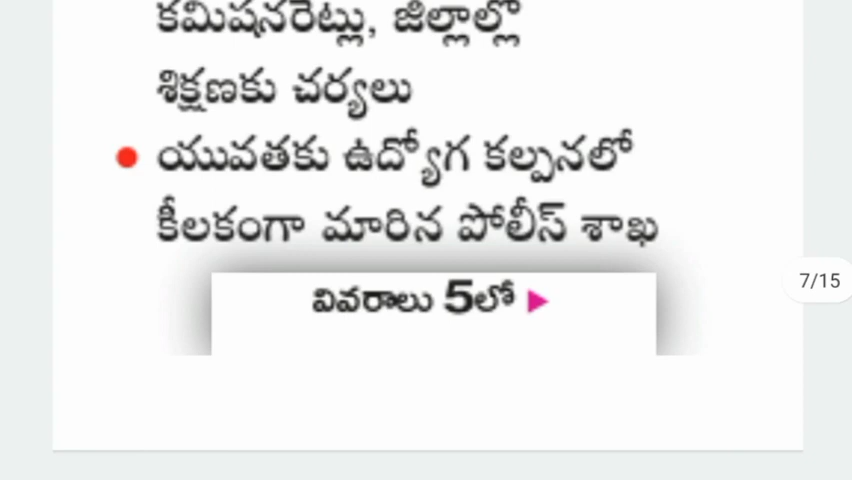 కమిషనరేట్లు, జిల్లాల్లో
శిక్షణకు చర్యలు
• యువతకు ఉద్యోగ కల్పనలో
కీలకంగా మారిన పోలీస్ శాఖ
వివరాలు 5లో ▶
7/15